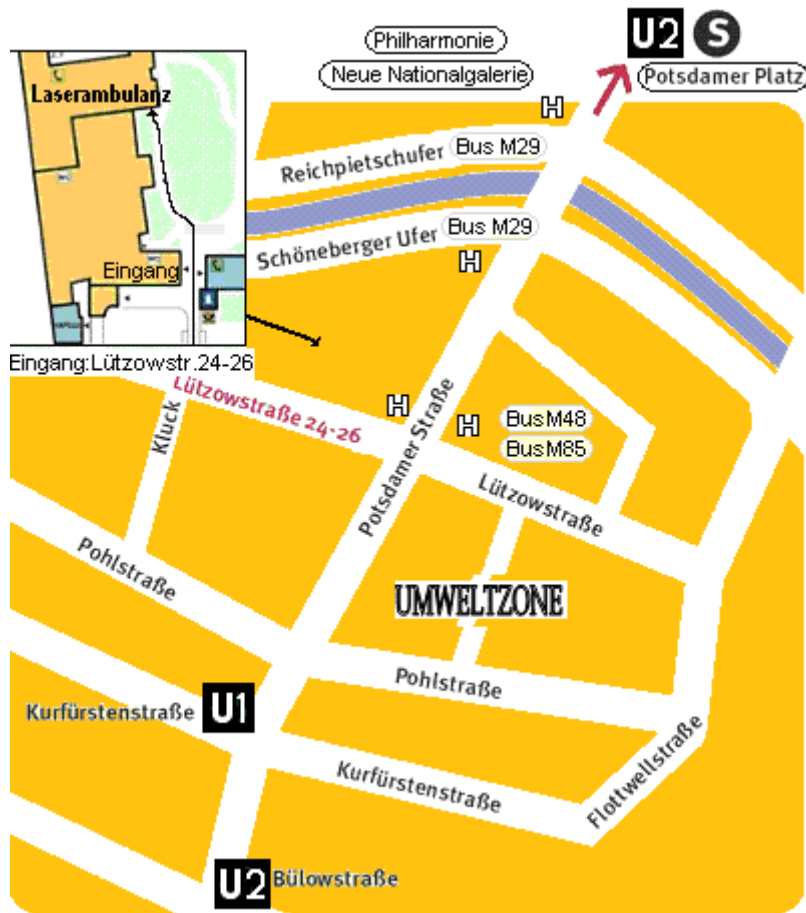 Philharmonie
Neue Nationalgalerie
U2 S
Potsdamer Platz
Laserambulanz
Eingang
Eingang:Lützowstr.24-26
H
Reichpietschufer
Bus M29
Schöneberger Ufer
Bus M29
H
Lützowstraße 24-26
Kluck
H
H
Potsdamer Straße
Bus M48
Bus M85
Lützowstraße
Pohlstraße
UMWELTZONE
Pohlstraße
Kurfürstenstraße
U1
Kurfürstenstraße
Flottwellstraße
U2
Bülowstraße